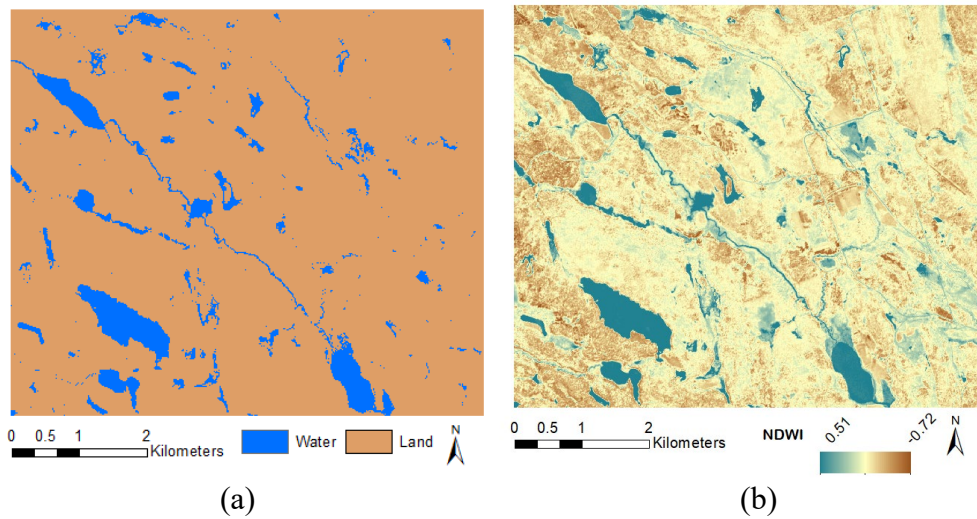 0 0.5 1 2
Kilometers
Water
Land
N
(a)
0 0.5 1 2
Kilometers
NDWI
0.51
-0.72
N
(b)